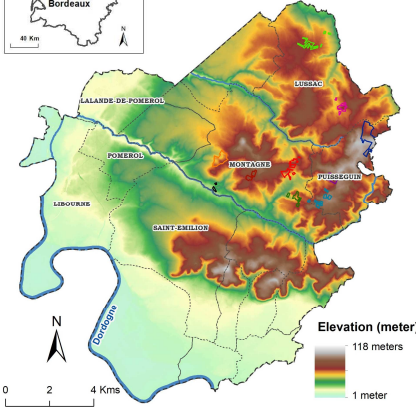 Bordeaux
40 Km
N
LUSSAC
LALANDE-DE-POMEROL
POMEROL
MONTAGNE
PUISSEGUIN
LIBOURNE
SAINT-EMILION
Dordogne
N
Elevation (meter)
118 meters
1 meter
0 2 4 Kms